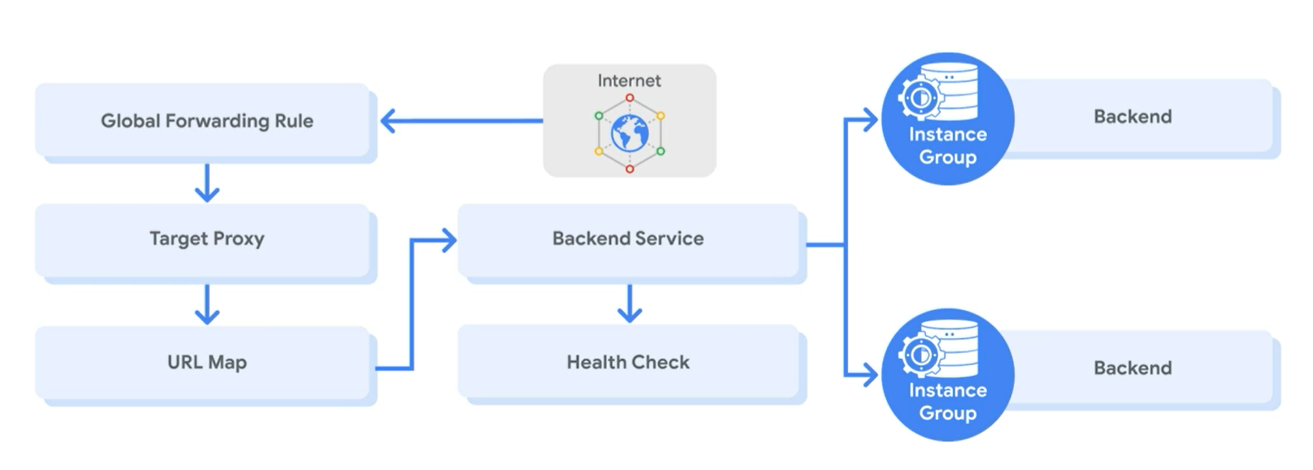 Internet
Global Forwarding Rule
Target Proxy
URL Map
Backend Service
Health Check
Instance
Group
Backend
Instance
Group
Backend